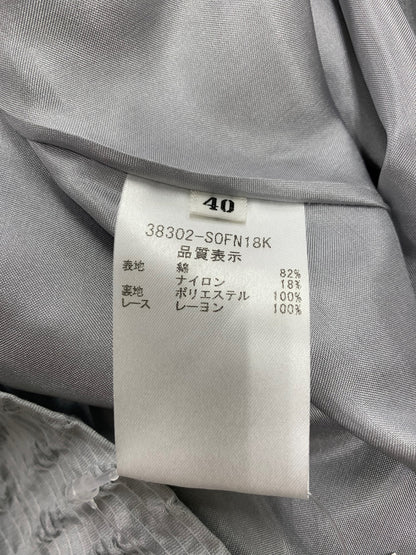 40
38302-SOFN18K
品質表示
表地 綿 82%
ナイロン 18%
裏地 ポリエステル 100%
レース レーヨン 100%